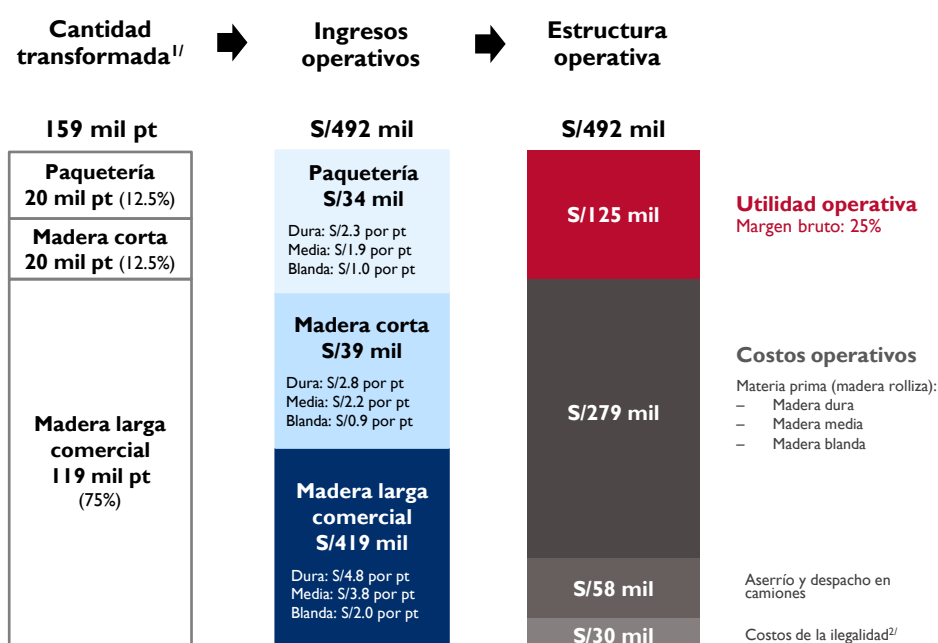 Cantidad
transformada1/
Ingresos
operativos
Estructura
operativa
159 mil pt
S/492 mil
S/492 mil
Paquetería
20 mil pt (12.5%)
Madera corta
20 mil pt (12.5%)
Madera larga
comercial
119 mil pt
(75%)
Paquetería
S/34 mil
Dura: S/2.3 por pt
Media: S/1.9 por pt
Blanda: S/1.0 por pt
Madera corta
S/39 mil
Dura: S/2.8 por pt
Media: S/2.2 por pt
Blanda: S/0.9 por pt
Madera larga
comercial
S/419 mil
Dura: S/4.8 por pt
Media: S/3.8 por pt
Blanda: S/2.0 por pt
S/125 mil
S/279 mil
S/58 mil
S/30 mil
Utilidad operativa
Margen bruto: 25%
Costos operativos
Materia prima (madera rolliza):
– Madera dura
– Madera media
– Madera blanda
Aserrío y despacho en
camiones
Costos de la ilegalidad2/